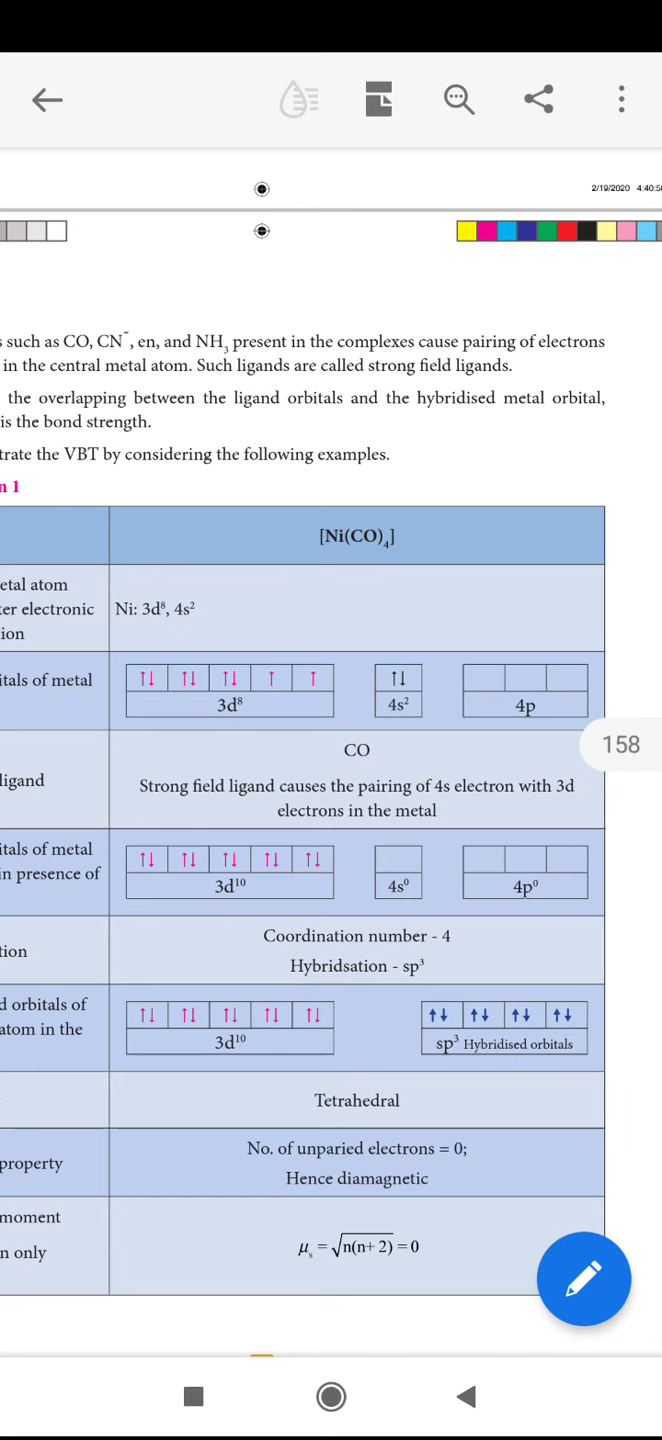 2/19/2020 4:40:5
s such as CO, CN⁻, en, and NH₃ present in the complexes cause pairing of electrons
in the central metal atom. Such ligands are called strong field ligands.
the overlapping between the ligand orbitals and the hybridised metal orbital,
is the bond strength.
trate the VBT by considering the following examples.
n 1
[Ni(CO)₄]
etal atom
ter electronic
ion
Ni: 3d⁸, 4s²
itals of metal
↑↓ ↑↓ ↑↓ ↑ ↑ ↑↓
3d⁸ 4s² 4p
158
ligand
CO
Strong field ligand causes the pairing of 4s electron with 3d
electrons in the metal
itals of metal
in presence of
↑↓ ↑↓ ↑↓ ↑↓ ↑↓
3d¹⁰ 4s⁰ 4p⁰
tion
Coordination number - 4
Hybridsation - sp³
d orbitals of
atom in the
↑↓ ↑↓ ↑↓ ↑↓ ↑↓ ↑↓ ↑↓ ↑↓ ↑↓
3d¹⁰ sp³ Hybridised orbitals
Tetrahedral
property
No. of unparied electrons = 0;
Hence diamagnetic
moment
n only
μₛ = √n(n+ 2) = 0